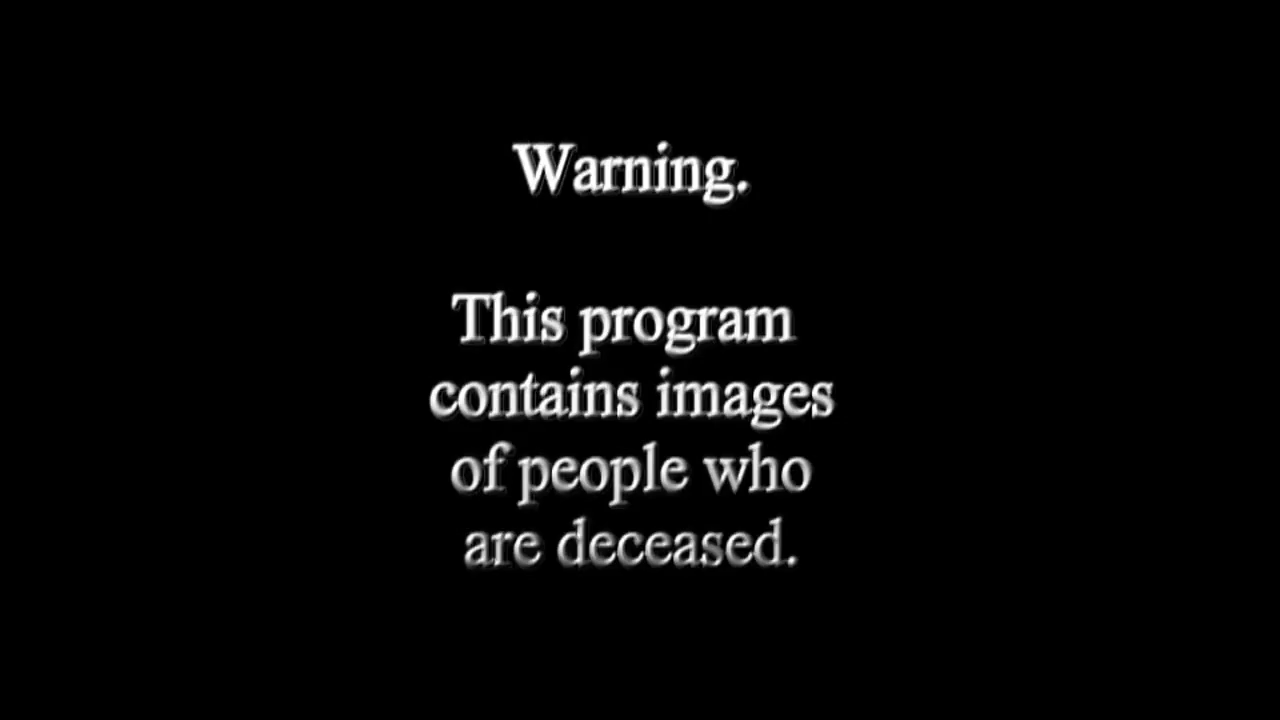 Warning.
This program
contains images
of people who
are deceased.